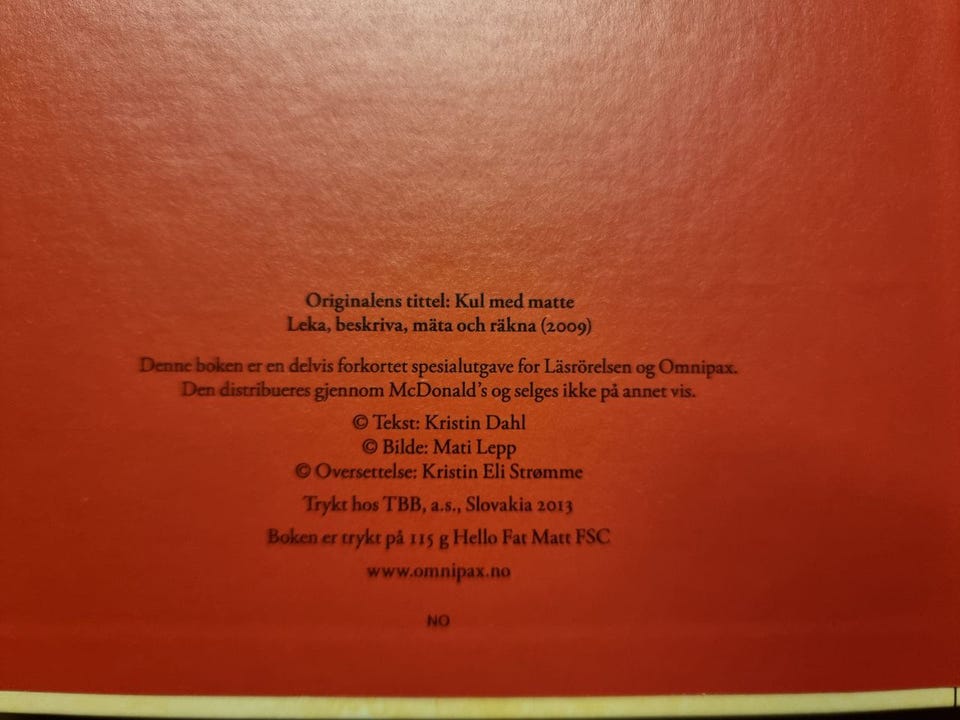 Originalens tittel: Kul med matte
Leka, beskriva, mäta och räkna (2009)
Denne boken er en delvis forkortet spesialutgave for Läsrörelsen og Omnipax.
Den distribueres gjennom McDonald's og selges ikke på annet vis.
© Tekst: Kristin Dahl
© Bilde: Mati Lepp
© Oversettelse: Kristin Eli Strømme
Trykt hos TBB, a.s., Slovakia 2013
Boken er trykt på 115 g Hello Fat Matt FSC
www.omnipax.no
NO